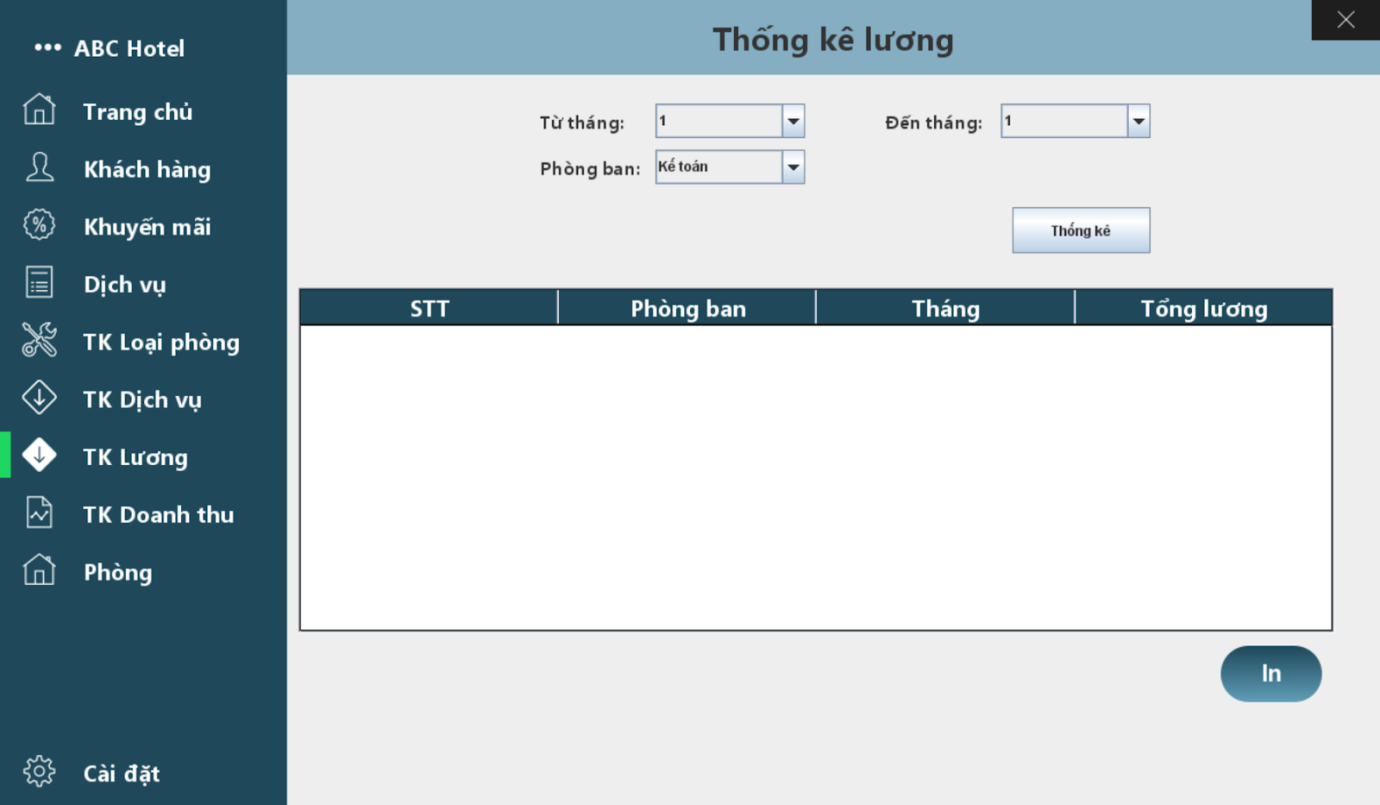 ABC Hotel
Thống kê lương
Trang chủ
Khách hàng
Khuyến mãi
Dịch vụ
TK Loại phòng
TK Dịch vụ
TK Lương
TK Doanh thu
Phòng
Cài đặt
Từ tháng: 1 Đến tháng: 1
Phòng ban: Kế toán
Thống kê
STT Phòng ban Tháng Tổng lương
In